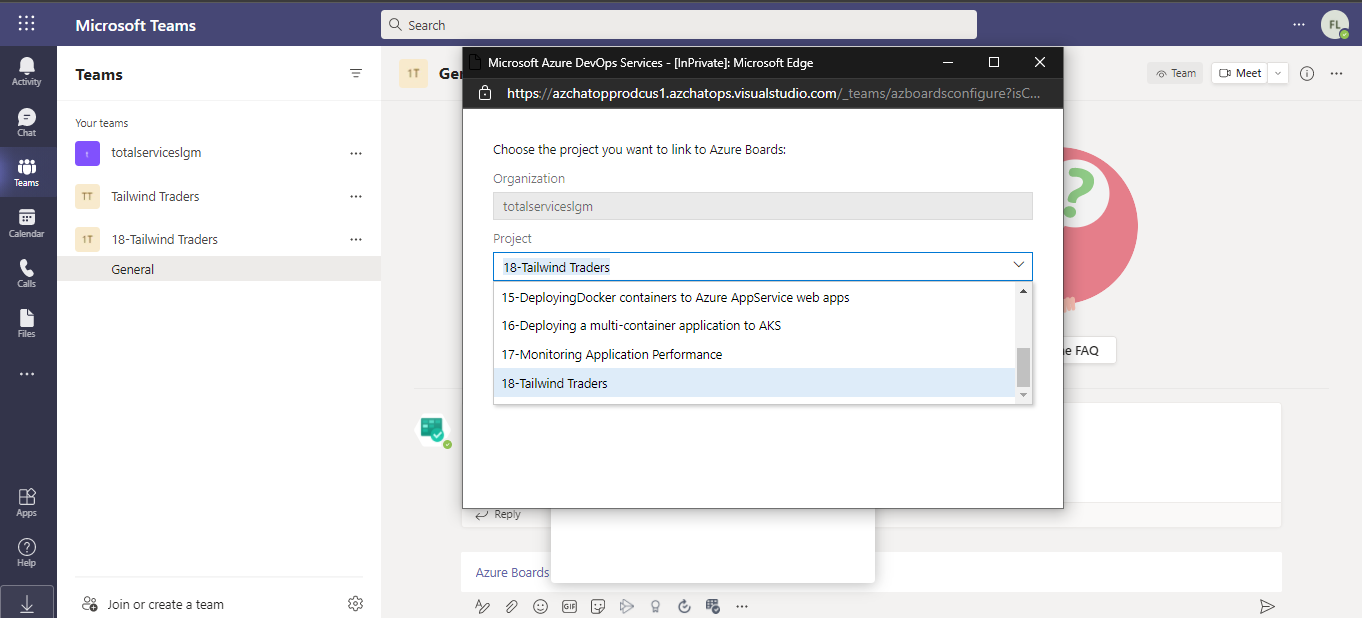 Microsoft Teams
Search
FL
Activity
Chat
Teams
Calendar
Calls
Files
Apps
Help
Teams
Your teams
t totalserviceslgm
TT Tailwind Traders
1T 18-Tailwind Traders
General
Join or create a team
1T
Team
Meet
Microsoft Azure DevOps Services - [InPrivate]: Microsoft Edge
https://azchatopprodcus1.azchatops.visualstudio.com/_teams/azboardsconfigure?isC...
Choose the project you want to link to Azure Boards:
Organization
totalserviceslgm
Project
18-Tailwind Traders
15-DeployingDocker containers to Azure AppService web apps
16-Deploying a multi-container application to AKS
17-Monitoring Application Performance
18-Tailwind Traders
?
FAQ
Reply
Azure Boards
GIF